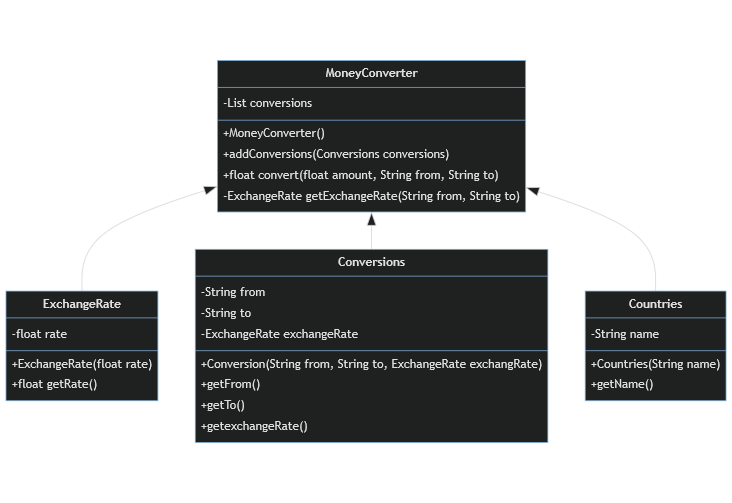 MoneyConverter
-List conversions
+MoneyConverter()
+addConversions(Conversions conversions)
+float convert(float amount, String from, String to)
-ExchangeRate getExchangeRate(String from, String to)
ExchangeRate
-float rate
+ExchangeRate(float rate)
+float getRate()
Conversions
-String from
-String to
-ExchangeRate exchangeRate
+Conversion(String from, String to, ExchangeRate exchangRate)
+getFrom()
+getTo()
+getexchangeRate()
Countries
-String name
+Countries(String name)
+getName()